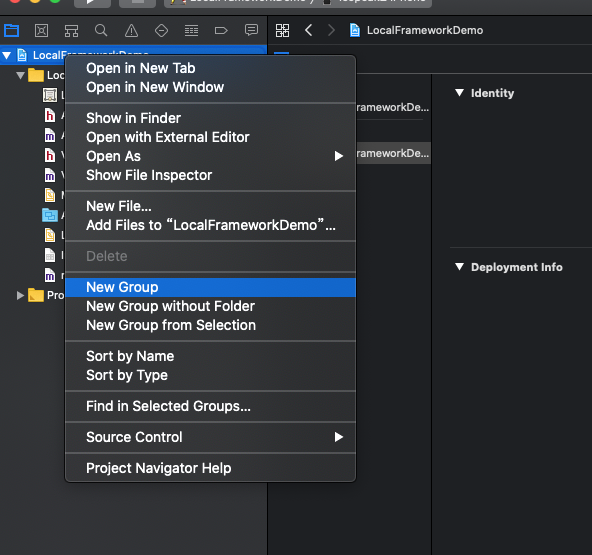 LocalFrameworkDemo
LocalFrameworkDemo
Loc
Open in New Tab
Open in New Window
Show in Finder
Open with External Editor
Open As
Show File Inspector
New File...
Add Files to “LocalFrameworkDemo”...
Delete
New Group
New Group without Folder
New Group from Selection
Sort by Name
Sort by Type
Find in Selected Groups...
Source Control
Project Navigator Help
Pro
rameworkDe...
rameworkDe...
Identity
Deployment Info